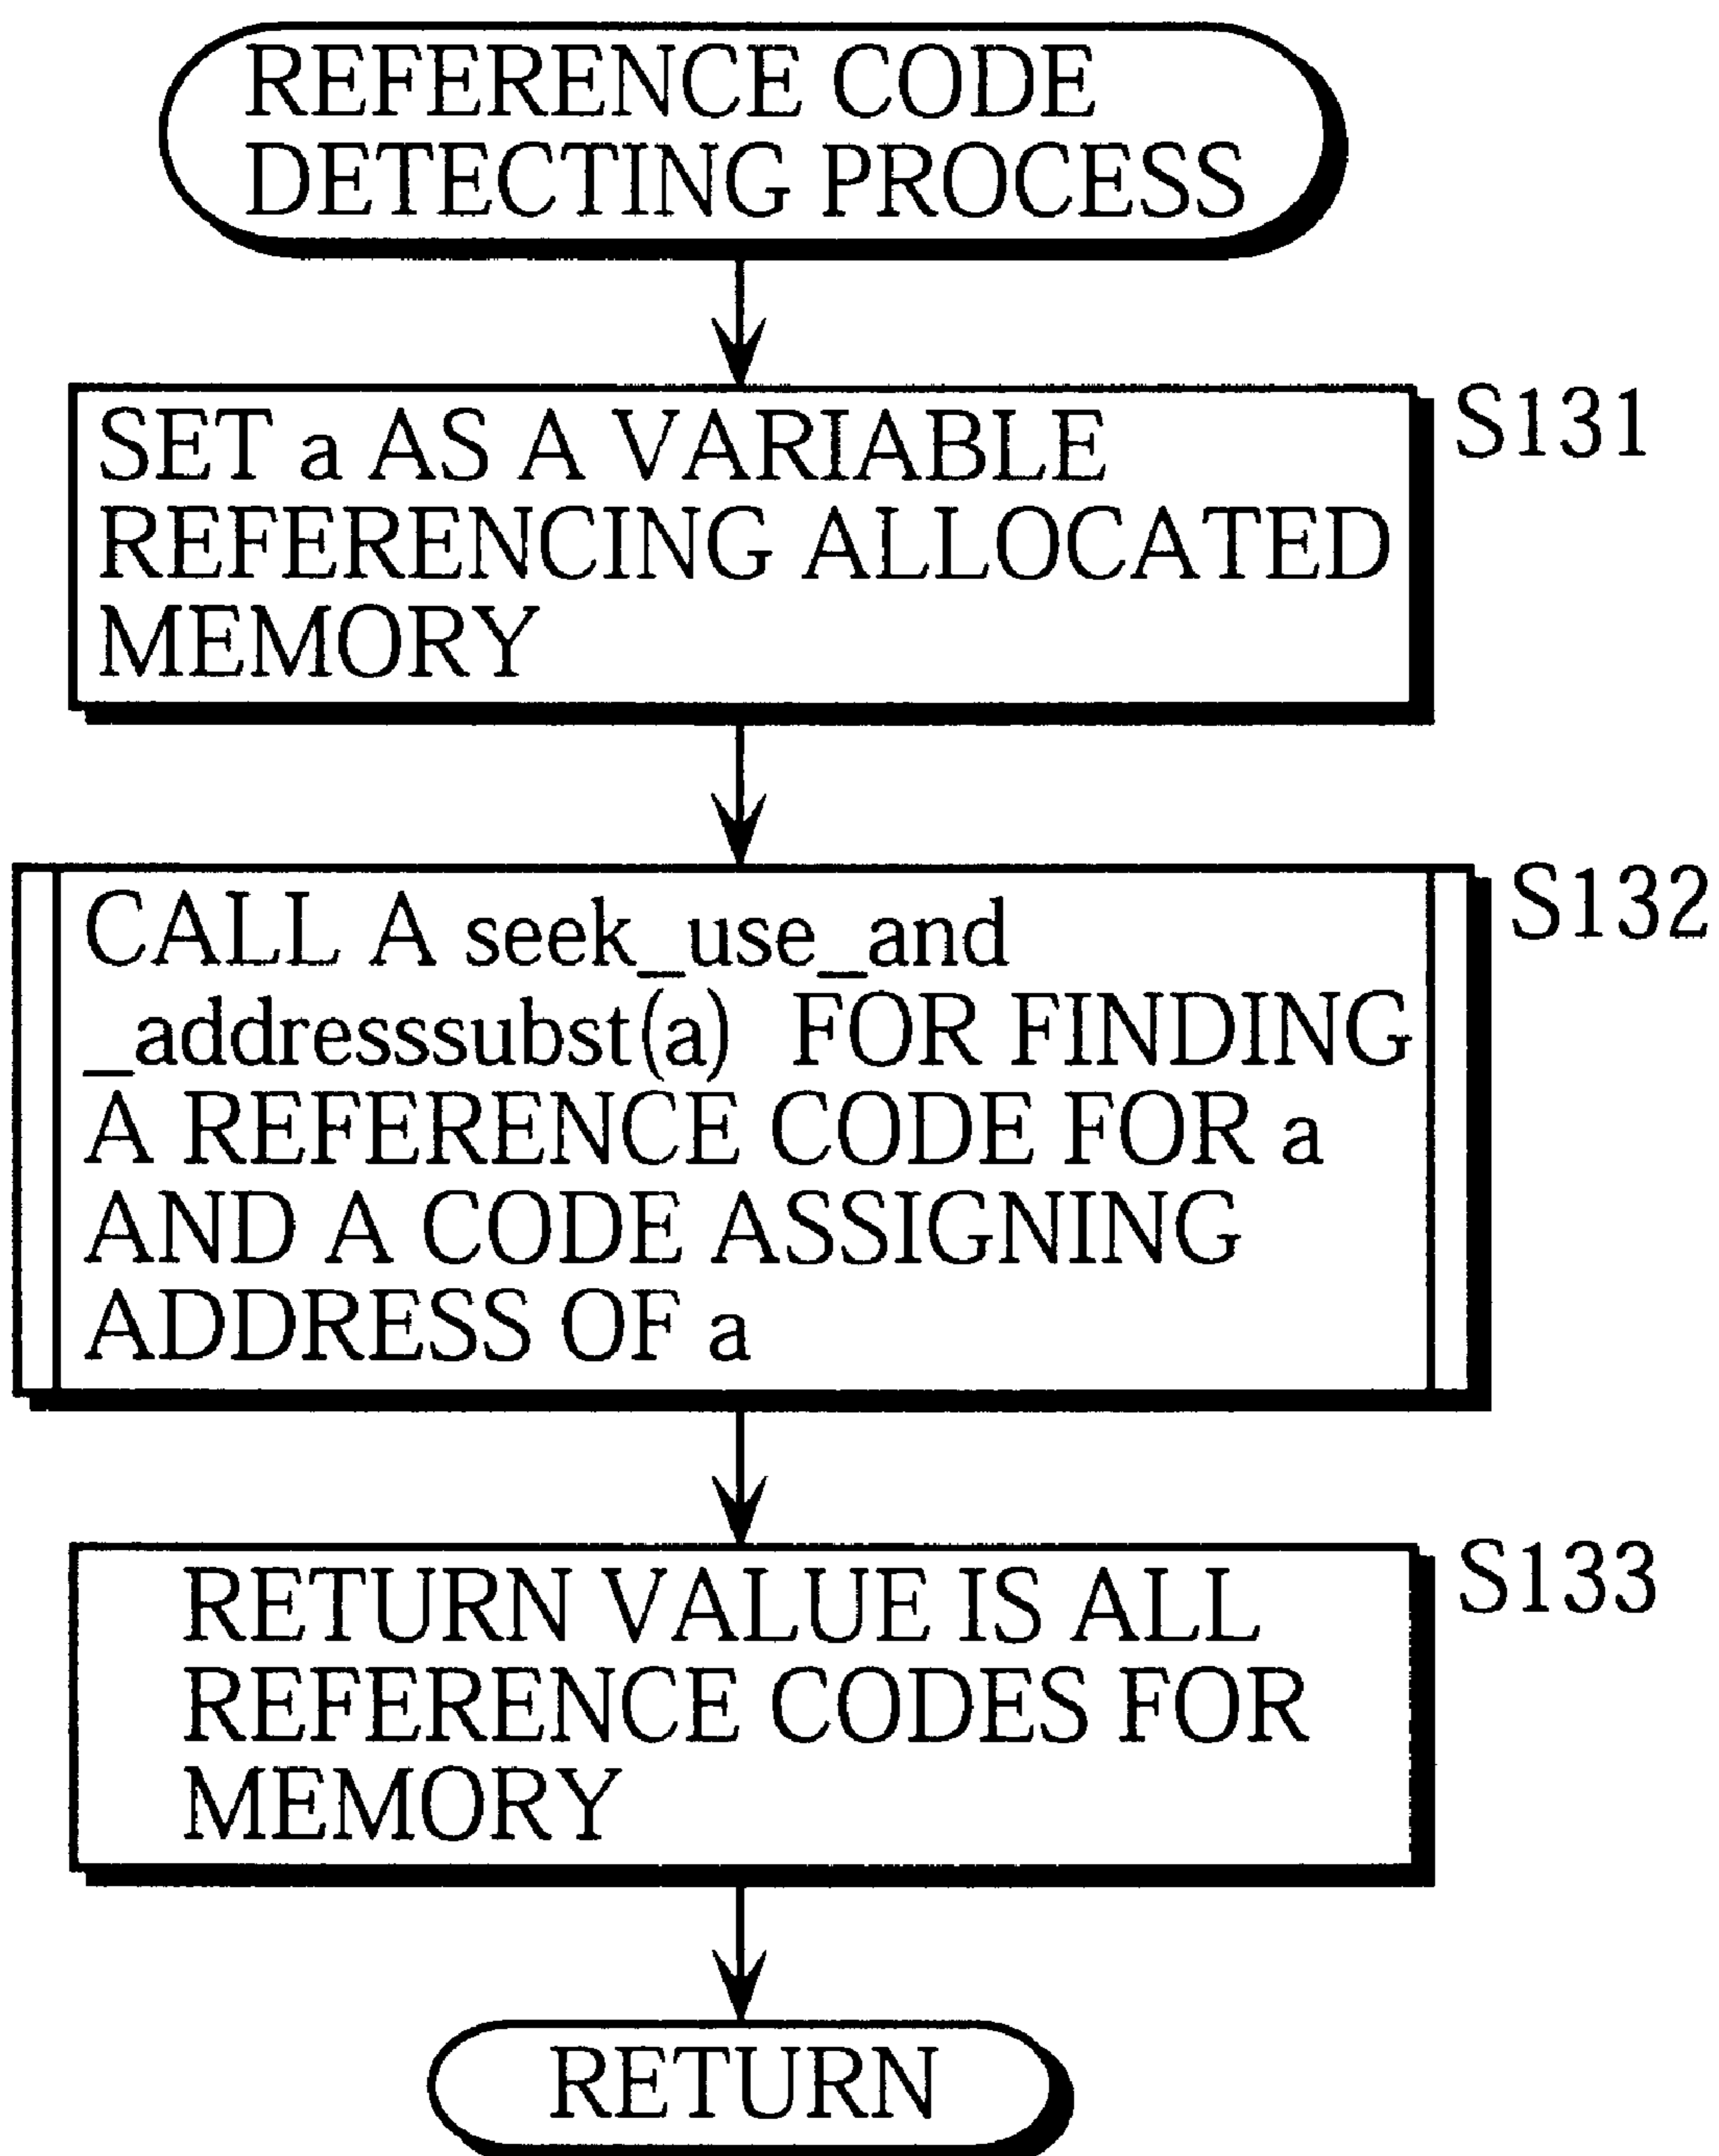 REFERENCE CODE
DETECTING PROCESS
SET a AS A VARIABLE
REFERENCING ALLOCATED
MEMORY
S131
CALL A seek_use_and
_addresssubst(a) FOR FINDING
A REFERENCE CODE FOR a
AND A CODE ASSIGNING
ADDRESS OF a
S132
RETURN VALUE IS ALL
REFERENCE CODES FOR
MEMORY
S133
RETURN